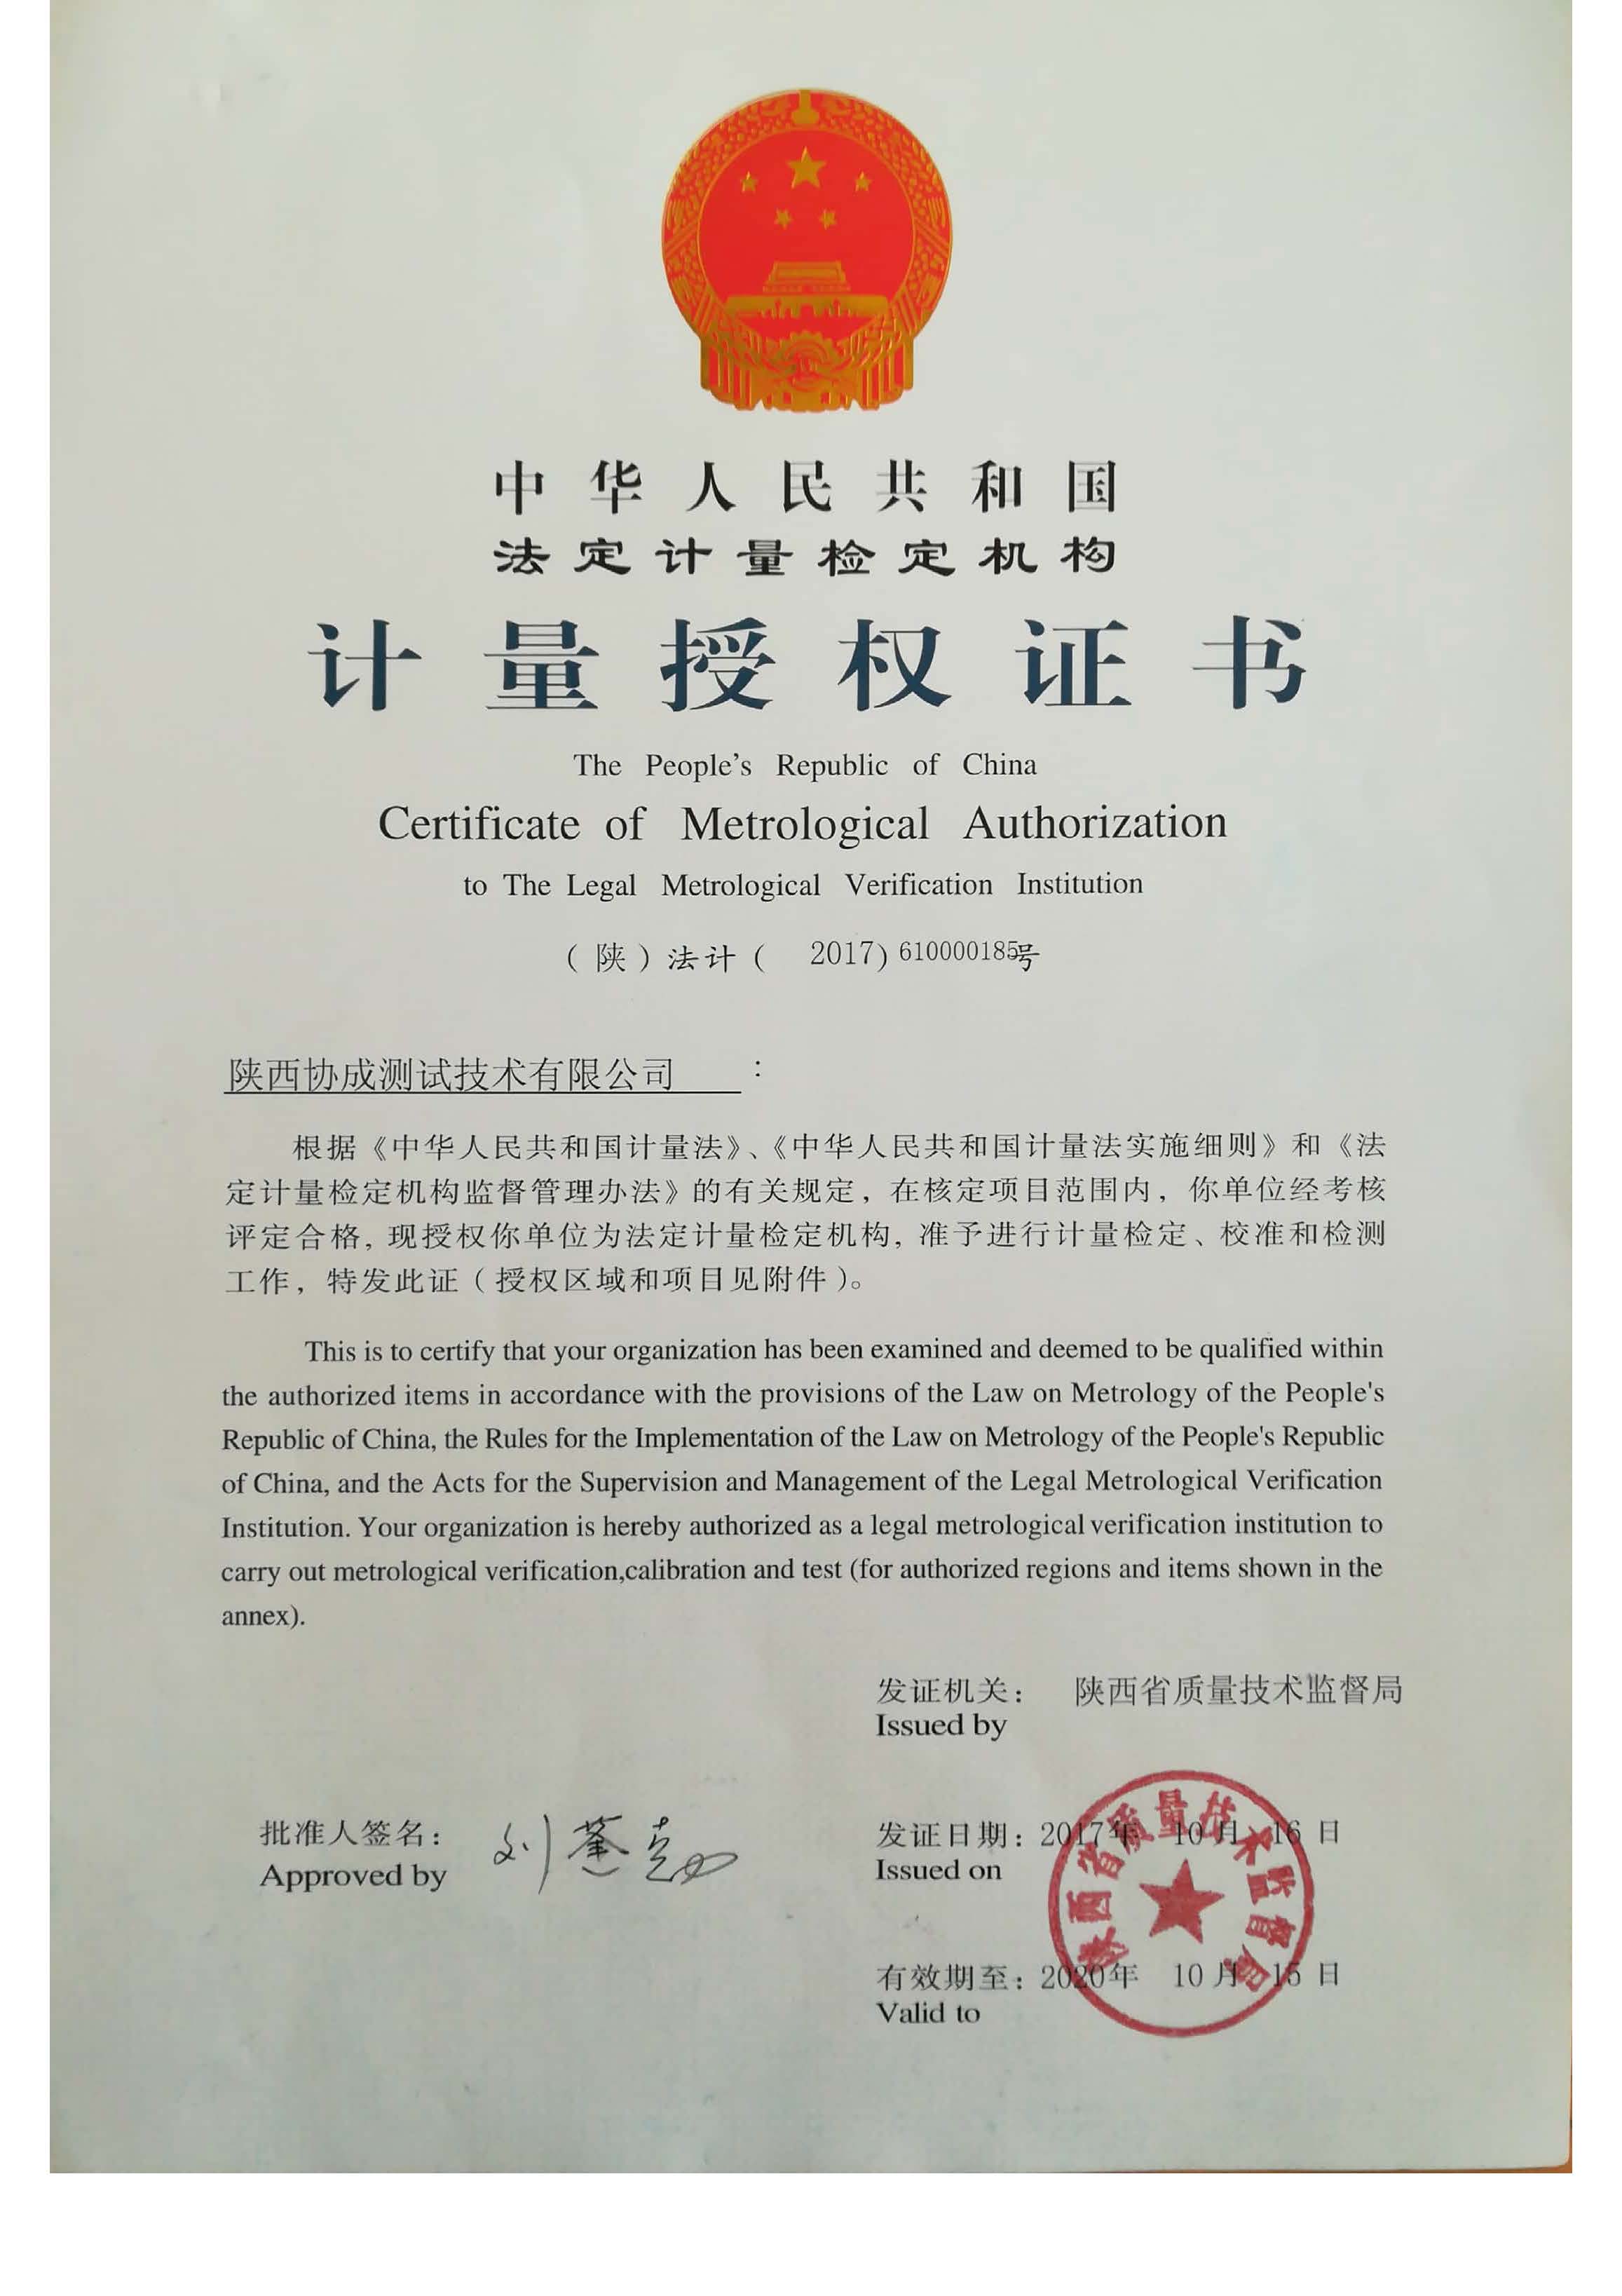 中华人民共和国
法定计量检定机构
计量授权证书
The People's Republic of China
Certificate of Metrological Authorization
to The Legal Metrological Verification Institution
（陕）法计（ 2017) 610000185号
陕西协成测试技术有限公司 ：
根据《中华人民共和国计量法》、《中华人民共和国计量法实施细则》和《法
定计量检定机构监督管理办法》的有关规定，在核定项目范围内，你单位经考核
评定合格，现授权你单位为法定计量检定机构，准予进行计量检定、校准和检测
工作，特发此证（授权区域和项目见附件）。
This is to certify that your organization has been examined and deemed to be qualified within
the authorized items in accordance with the provisions of the Law on Metrology of the People's
Republic of China, the Rules for the Implementation of the Law on Metrology of the People's Republic
of China, and the Acts for the Supervision and Management of the Legal Metrological Verification
Institution. Your organization is hereby authorized as a legal metrological verification institution to
carry out metrological verification,calibration and test (for authorized regions and items shown in the
annex).
发证机关： 陕西省质量技术监督局
Issued by
批准人签名：
Approved by
发证日期：2017年 10月 16日
Issued on
陕西省质量技术监督局
有效期至：2020年 10月 15日
Valid to